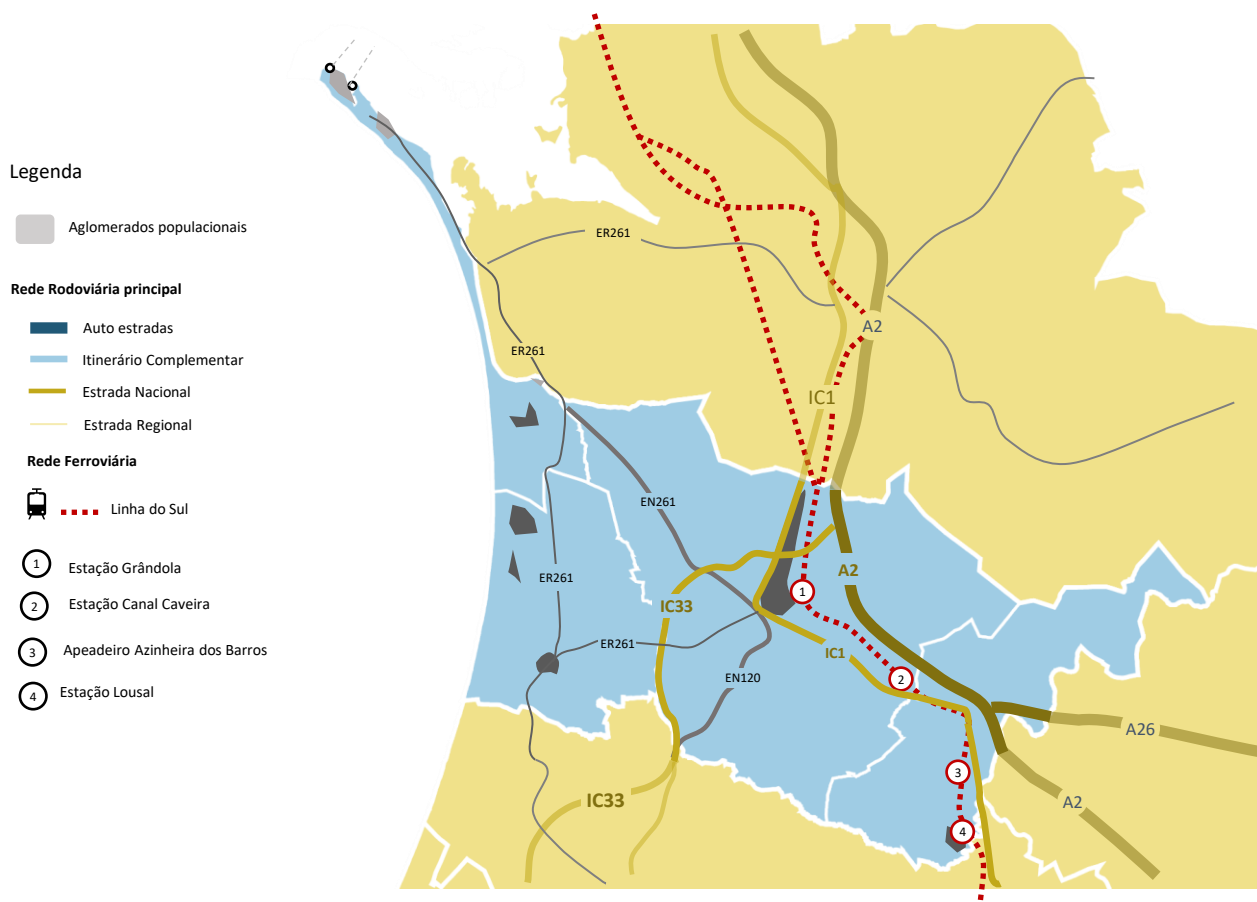 Legenda
Aglomerados populacionais
Rede Rodoviária principal
Auto estradas
Itinerário Complementar
Estrada Nacional
Estrada Regional
Rede Ferroviária
Linha do Sul
1 Estação Grândola
2 Estação Canal Caveira
3 Apeadeiro Azinheira dos Barros
4 Estação Lousal
ER261
A2
ER261
IC1
EN261
A2
ER261
1
IC33
ER261
IC1
EN120
2
A26
3
IC33
A2
4